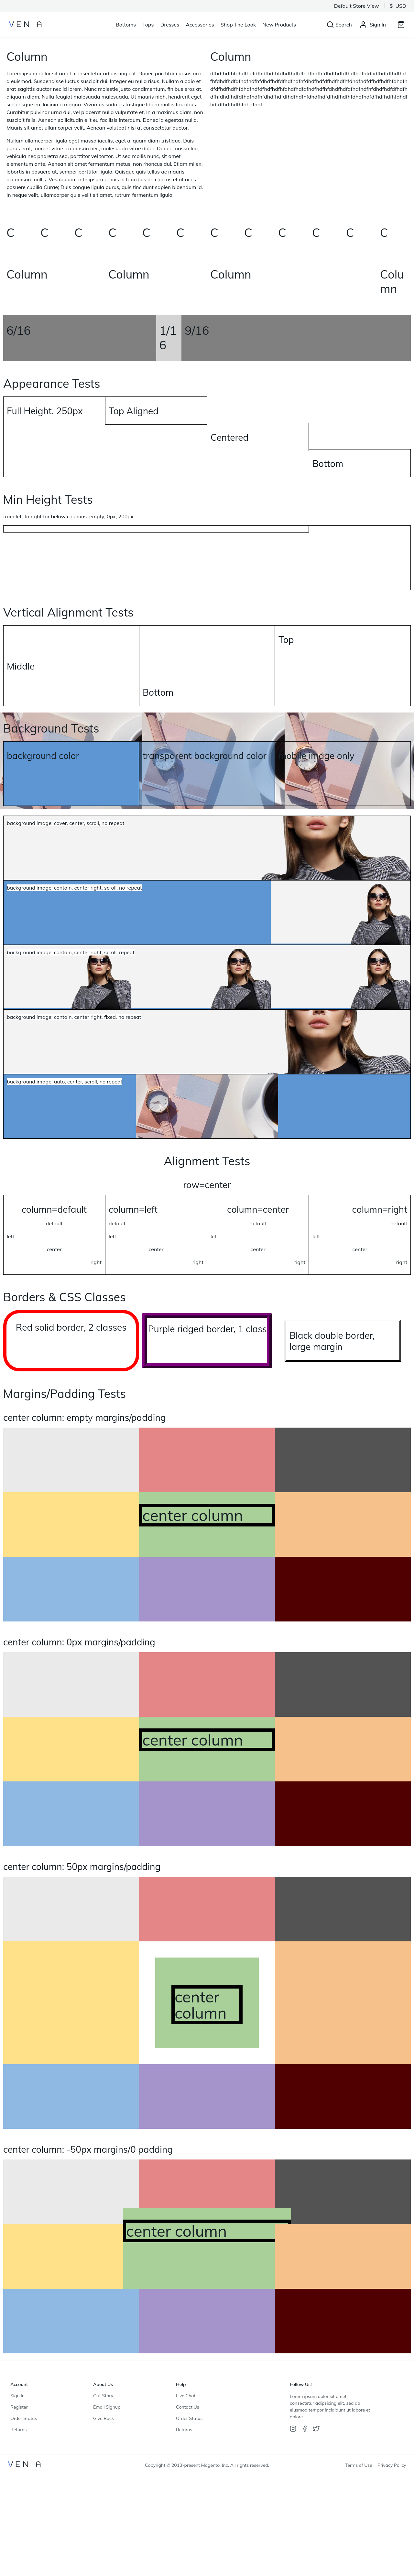 Default Store View $ USD
VENIA Bottoms Tops Dresses Accessories Shop The Look New Products Search Sign In
Column Column
Lorem ipsum dolor sit amet, consectetur adipiscing elit. Donec porttitor cursus orci
a euismod. Suspendisse luctus suscipit dui. Integer eu mi nibh. Nullam a odio et
erat sagittis auctor nec id lorem. Nunc molestie justo condimentum, finibus eros at,
aliquam diam. Nulla feugiat malesuada malesuada. Ut mattis nibh, hendrerit eget
scelerisque eu, lacinia a magna. Vivamus sodales tristique libero mollis faucibus.
Curabitur pulvinar urna dui, vel placerat nulla vulputate et. In a maximus diam, non
suscipit felis. Aenean sollicitudin elit eu facilisis interdum. Donec id egestas nulla.
Mauris sit amet ullamcorper velit. Aenean volutpat nisi at consectetur auctor.
Nullam ullamcorper ligula eget massa iaculis, eget aliquam diam tristique. Duis
purus erat, laoreet vitae accumsan nec, malesuada vitae dolor. Donec massa leo,
vehicula nec pharetra sed, porttitor vel tortor. Ut sed mollis nunc, sit amet
elementum ante. Aenean sit amet fermentum metus, non rhoncus dui. Etiam mi ex,
lobortis in posuere at, semper porttitor ligula. Quisque quis tellus ac mauris
accumsan mollis. Vestibulum ante ipsum primis in faucibus orci luctus et ultrices
posuere cubilia Curae; Duis congue ligula purus, quis tincidunt sapien bibendum sit.
In neque velit, ullamcorper quis velit sit amet, rutrum fermentum ligula.
C C C C C C C C C C C C
Column Column Column Colu
mn
6/16 1/1 9/16
6
Appearance Tests
Full Height, 250px Top Aligned
Centered
Bottom
Min Height Tests
from left to right for below columns: empty, 0px, 200px
Vertical Alignment Tests
Top
Middle
Bottom
Background Tests
background color transparent background color mobile image only
background image: cover, center, scroll, no repeat
background image: contain, center right, scroll, no repeat
background image: contain, center right, scroll, repeat
background image: contain, center right, fixed, no repeat
background image: auto, center, scroll, no repeat
Alignment Tests
row=center
column=default column=left column=center column=right
default default default default
left left left left
center center center center
right right right right
Borders & CSS Classes
Red solid border, 2 classes Purple ridged border, 1 class Black double border,
large margin
Margins/Padding Tests
center column: empty margins/padding
center column
center column: 0px margins/padding
center column
center column: 50px margins/padding
center
column
center column: -50px margins/0 padding
center column
Account About Us Help Follow Us!
Sign In Our Story Live Chat Lorem ipsum dolor sit amet,
consectetur adipiscing elit, sed do
Register Email Signup Contact Us eiusmod tempor incididunt ut labore et
dolore.
Order Status Give Back Order Status
Returns Returns
VENIA Copyright © 2013-present Magento, Inc. All rights reserved. Terms of Use Privacy Policy